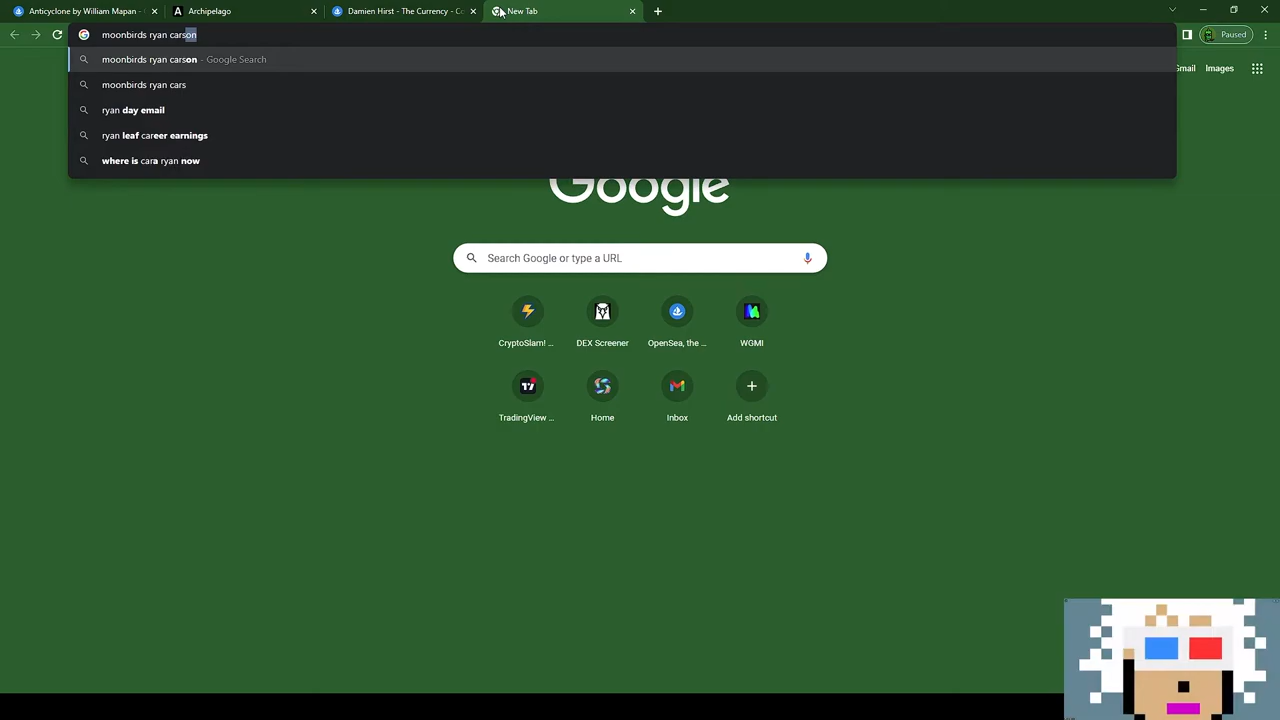 Anticyclone by William Mapan -
Archipelago
Damien Hirst - The Currency - Co
New Tab
moonbirds ryan carson
Paused
moonbirds ryan carson - Google Search
moonbirds ryan cars
ryan day email
ryan leaf career earnings
where is cara ryan now
Gmail
Images
Google
Search Google or type a URL
CryptoSlam! ...
DEX Screener
OpenSea, the ...
WGMI
TradingView ...
Home
Inbox
Add shortcut